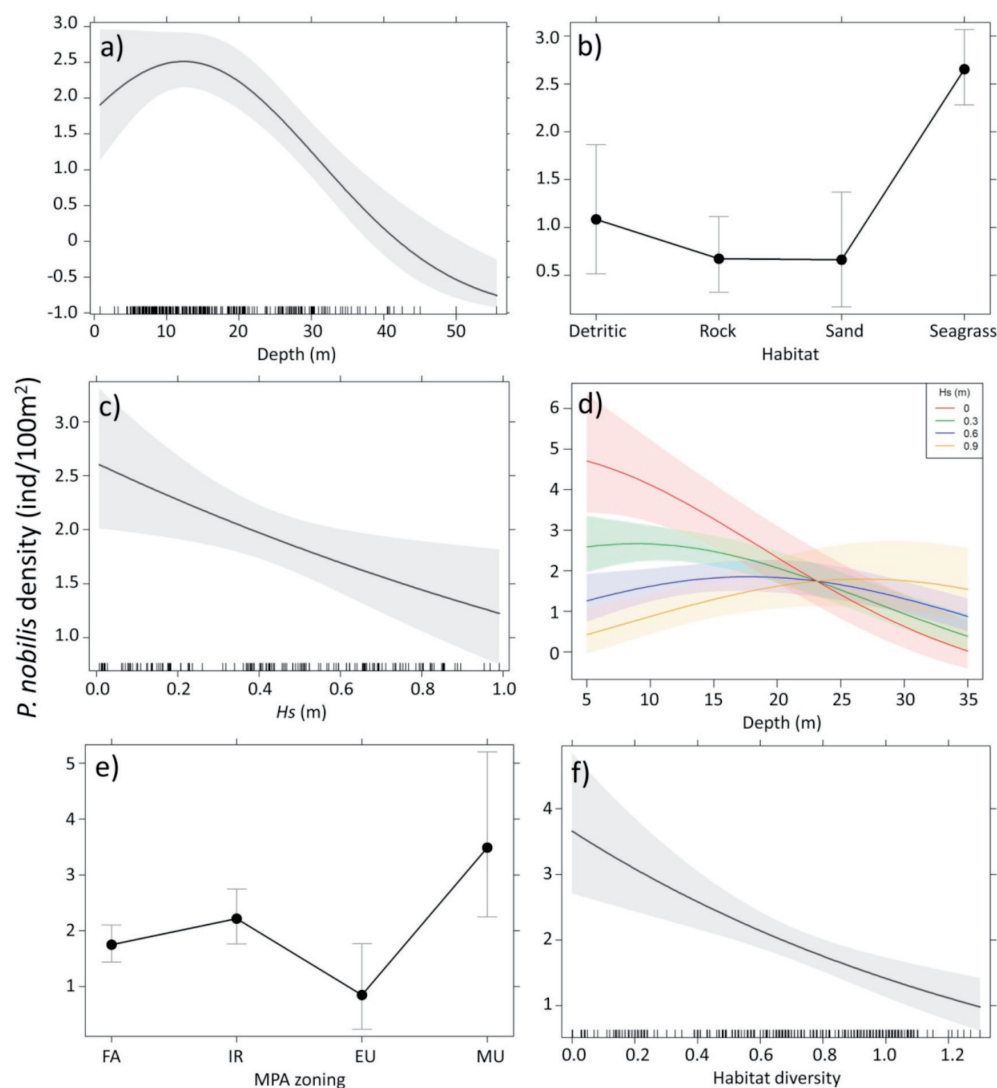 a)
3.0
2.5
2.0
1.5
1.0
0
-0.5
-1.0
0 10 20 30 40 50
Depth (m)
b)
3.0
2.5
2.0
1.5
1.0
0.5
Detritic Rock Sand Seagrass
Habitat
P. nobilis density (ind/100m²)
c)
3.0
2.5
2.0
1.5
1.0
0.0 0.2 0.4 0.6 0.8 1.0
Hs (m)
d)
Hs (m)
0
0.3
0.6
0.9
6
5
4
3
2
1
0
5 10 15 20 25 30 35
Depth (m)
e)
5
4
3
2
1
FA IR EU MU
MPA zoning
f)
4
3
2
1
0.0 0.2 0.4 0.6 0.8 1.0 1.2
Habitat diversity